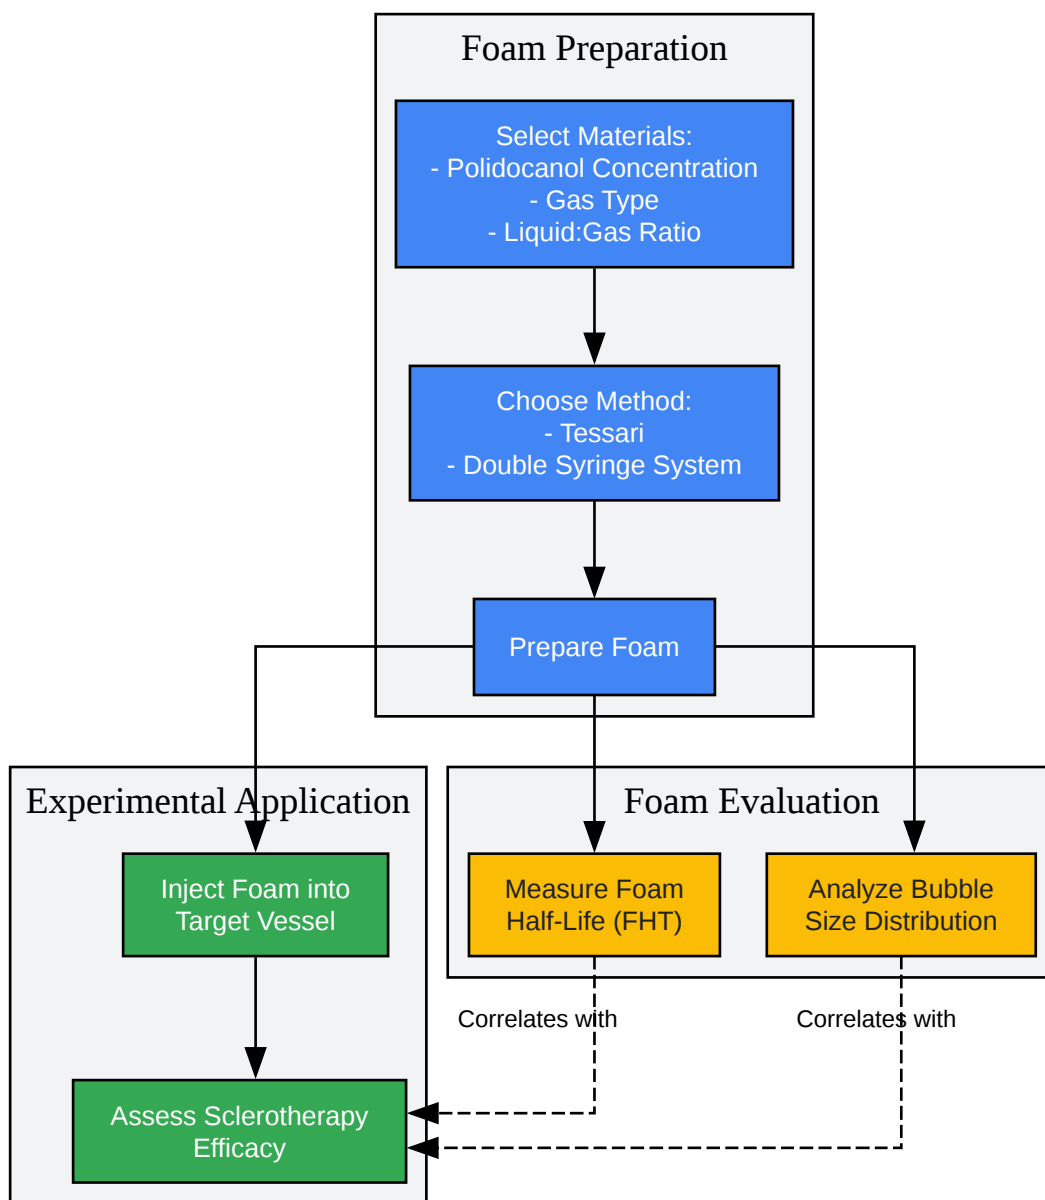 Foam Preparation
Select Materials:
- Polidocanol Concentration
- Gas Type
- Liquid:Gas Ratio
Choose Method:
- Tessari
- Double Syringe System
Prepare Foam
Experimental Application
Foam Evaluation
Inject Foam into
Target Vessel
Measure Foam
Half-Life (FHT)
Analyze Bubble
Size Distribution
Correlates with
Correlates with
Assess Sclerotherapy
Efficacy